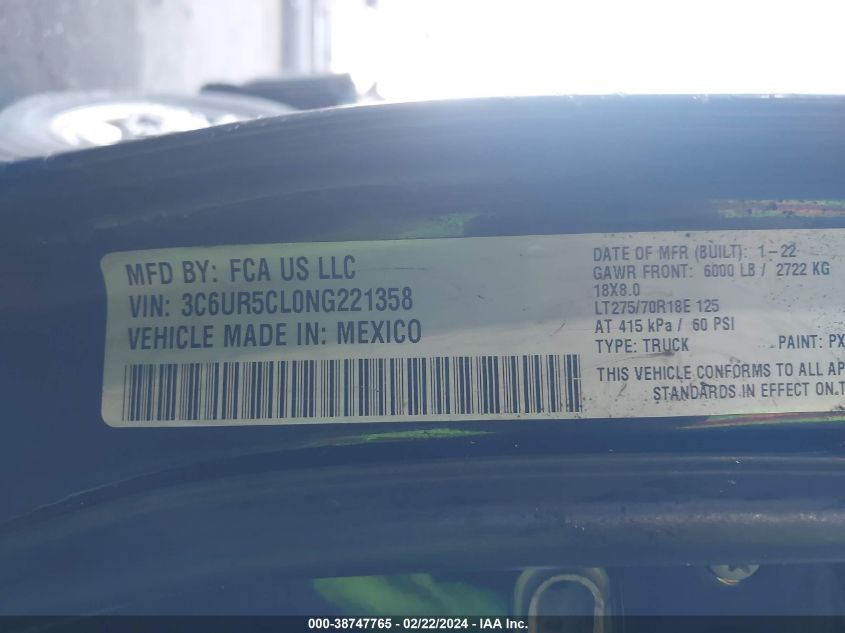 MFD BY: FCA US LLC
VIN: 3C6UR5CL0NG221358
VEHICLE MADE IN: MEXICO
DATE OF MFR (BUILT): 1-22
GAWR FRONT: 6000 LB / 2722 KG
18X8.0
LT275/70R18E 125
AT 415 kPa / 60 PSI
TYPE: TRUCK PAINT: PX
THIS VEHICLE CONFORMS TO ALL AP
STANDARDS IN EFFECT ON T
000-38747765 - 02/22/2024 - IAA Inc.